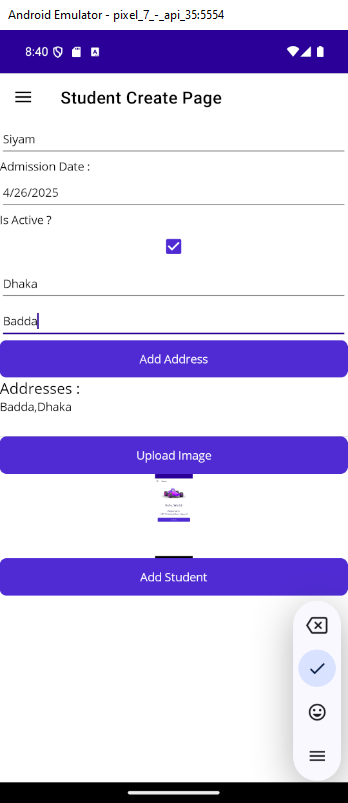 Android Emulator - pixel_7_-_api_35:5554
8:40
Student Create Page
Siyam
Admission Date :
4/26/2025
Is Active ?
Dhaka
Badda
Add Address
Addresses :
Badda,Dhaka
Upload Image
Add Student